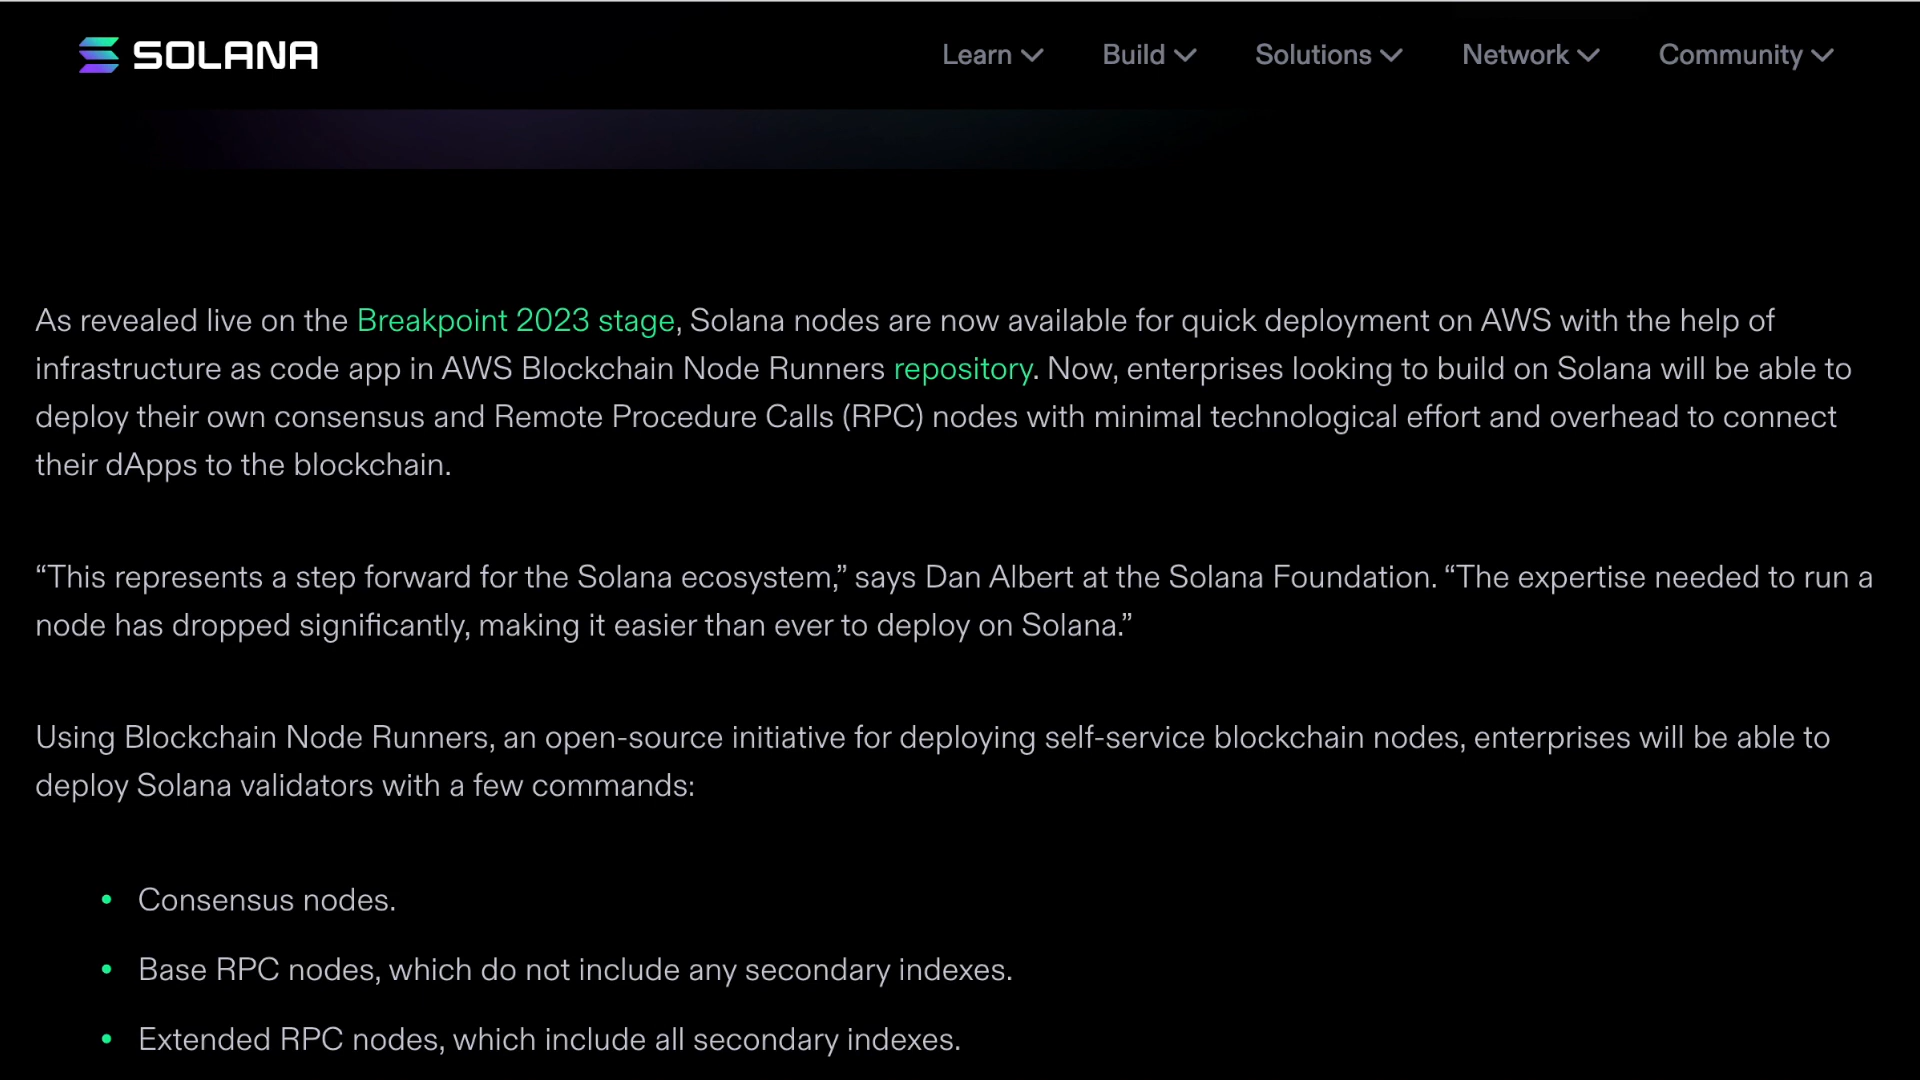 SOLANA
Learn Build Solutions Network Community
As revealed live on the Breakpoint 2023 stage, Solana nodes are now available for quick deployment on AWS with the help of
infrastructure as code app in AWS Blockchain Node Runners repository. Now, enterprises looking to build on Solana will be able to
deploy their own consensus and Remote Procedure Calls (RPC) nodes with minimal technological effort and overhead to connect
their dApps to the blockchain.
“This represents a step forward for the Solana ecosystem,” says Dan Albert at the Solana Foundation. “The expertise needed to run a
node has dropped significantly, making it easier than ever to deploy on Solana.”
Using Blockchain Node Runners, an open-source initiative for deploying self-service blockchain nodes, enterprises will be able to
deploy Solana validators with a few commands:
• Consensus nodes.
• Base RPC nodes, which do not include any secondary indexes.
• Extended RPC nodes, which include all secondary indexes.